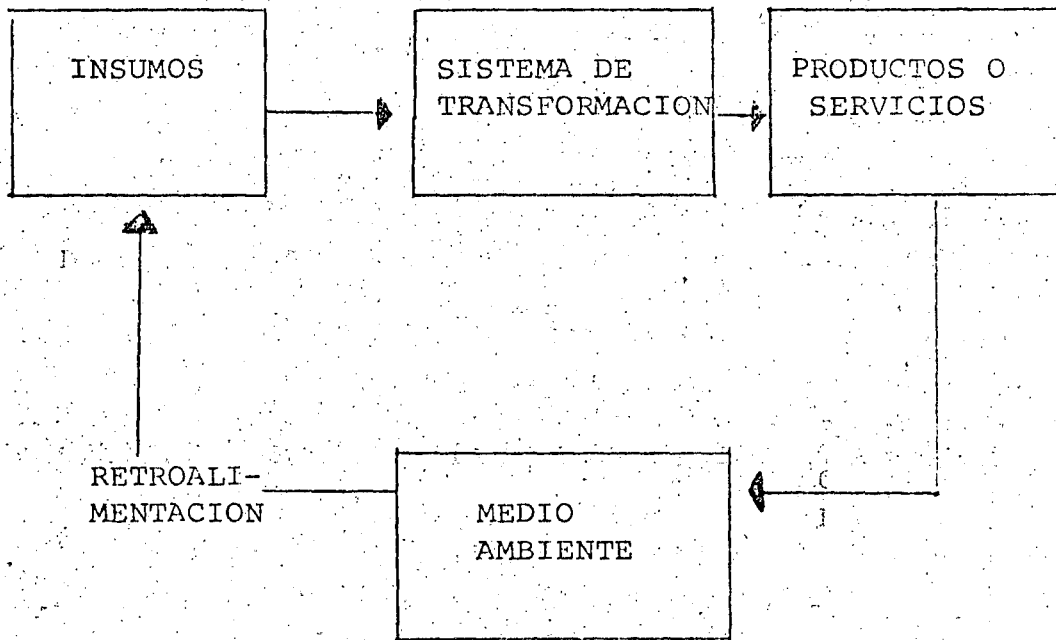 INSUMOS
SISTEMA DE
TRANSFORMACION
PRODUCTOS O
SERVICIOS
RETROALI-
MENTACION
MEDIO
AMBIENTE